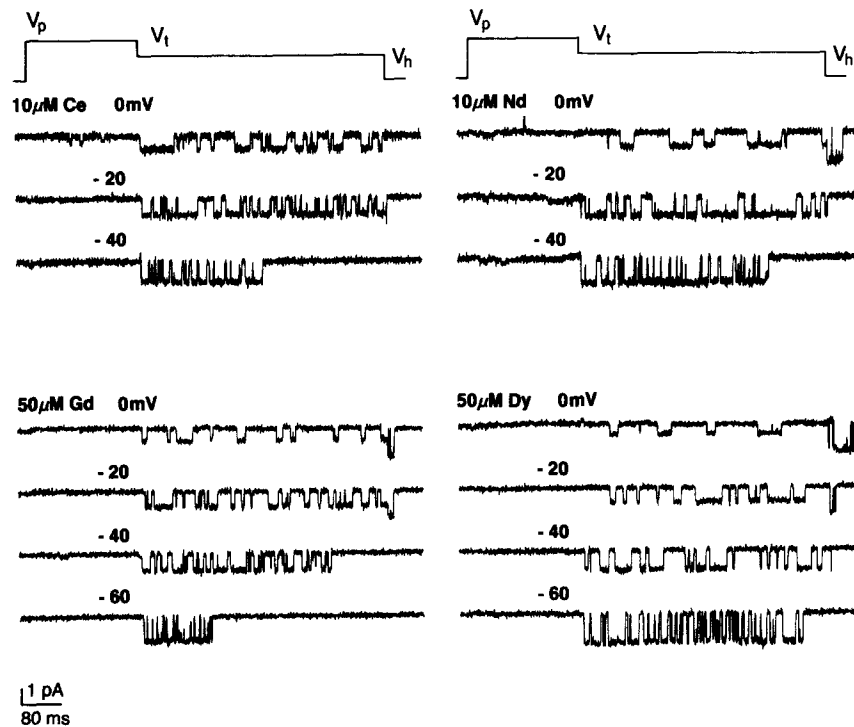 Vp
Vt
Vh
10μM Ce 0mV
- 20
- 40
Vp
Vt
Vh
10μM Nd 0mV
- 20
- 40
50μM Gd 0mV
- 20
- 40
- 60
50μM Dy 0mV
- 20
- 40
- 60
1 pA
80 ms